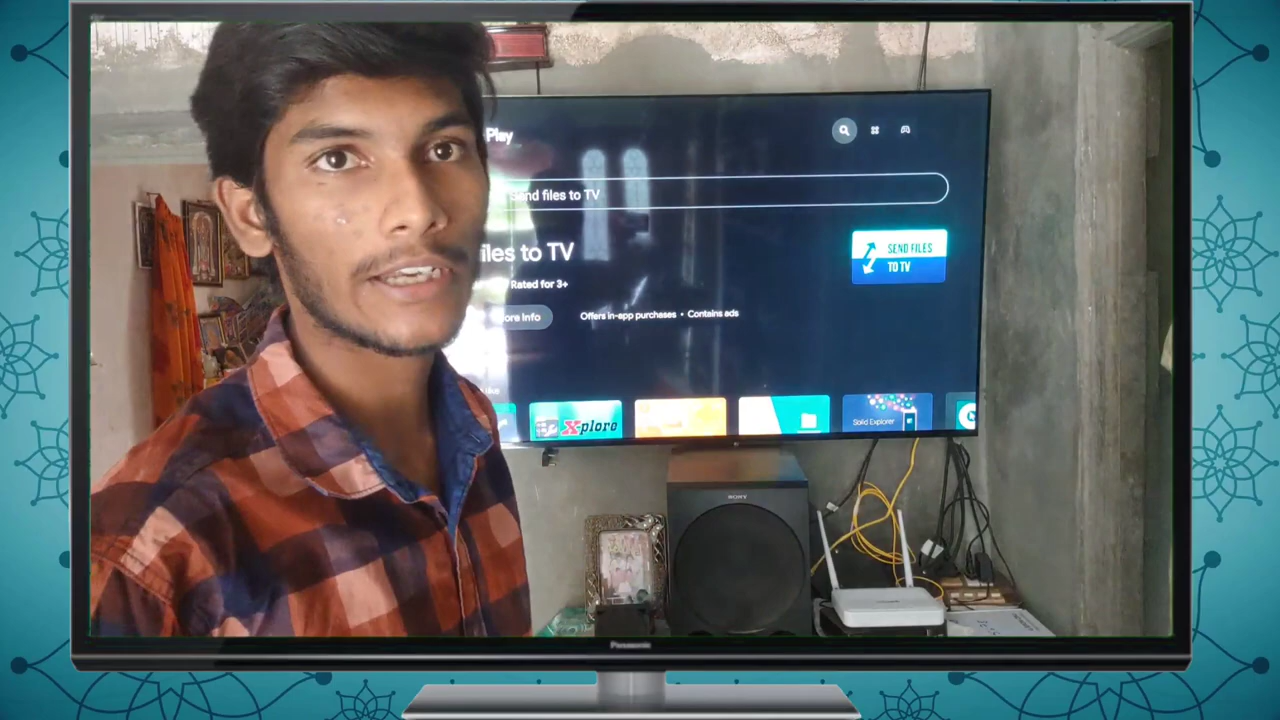 Play
Send files to TV
iles to TV
Rated for 3+
ore Info
Offers in-app purchases • Contains ads
SEND FILES
TO TV
Xplore
Solid Explorer
SONY
Panasonic